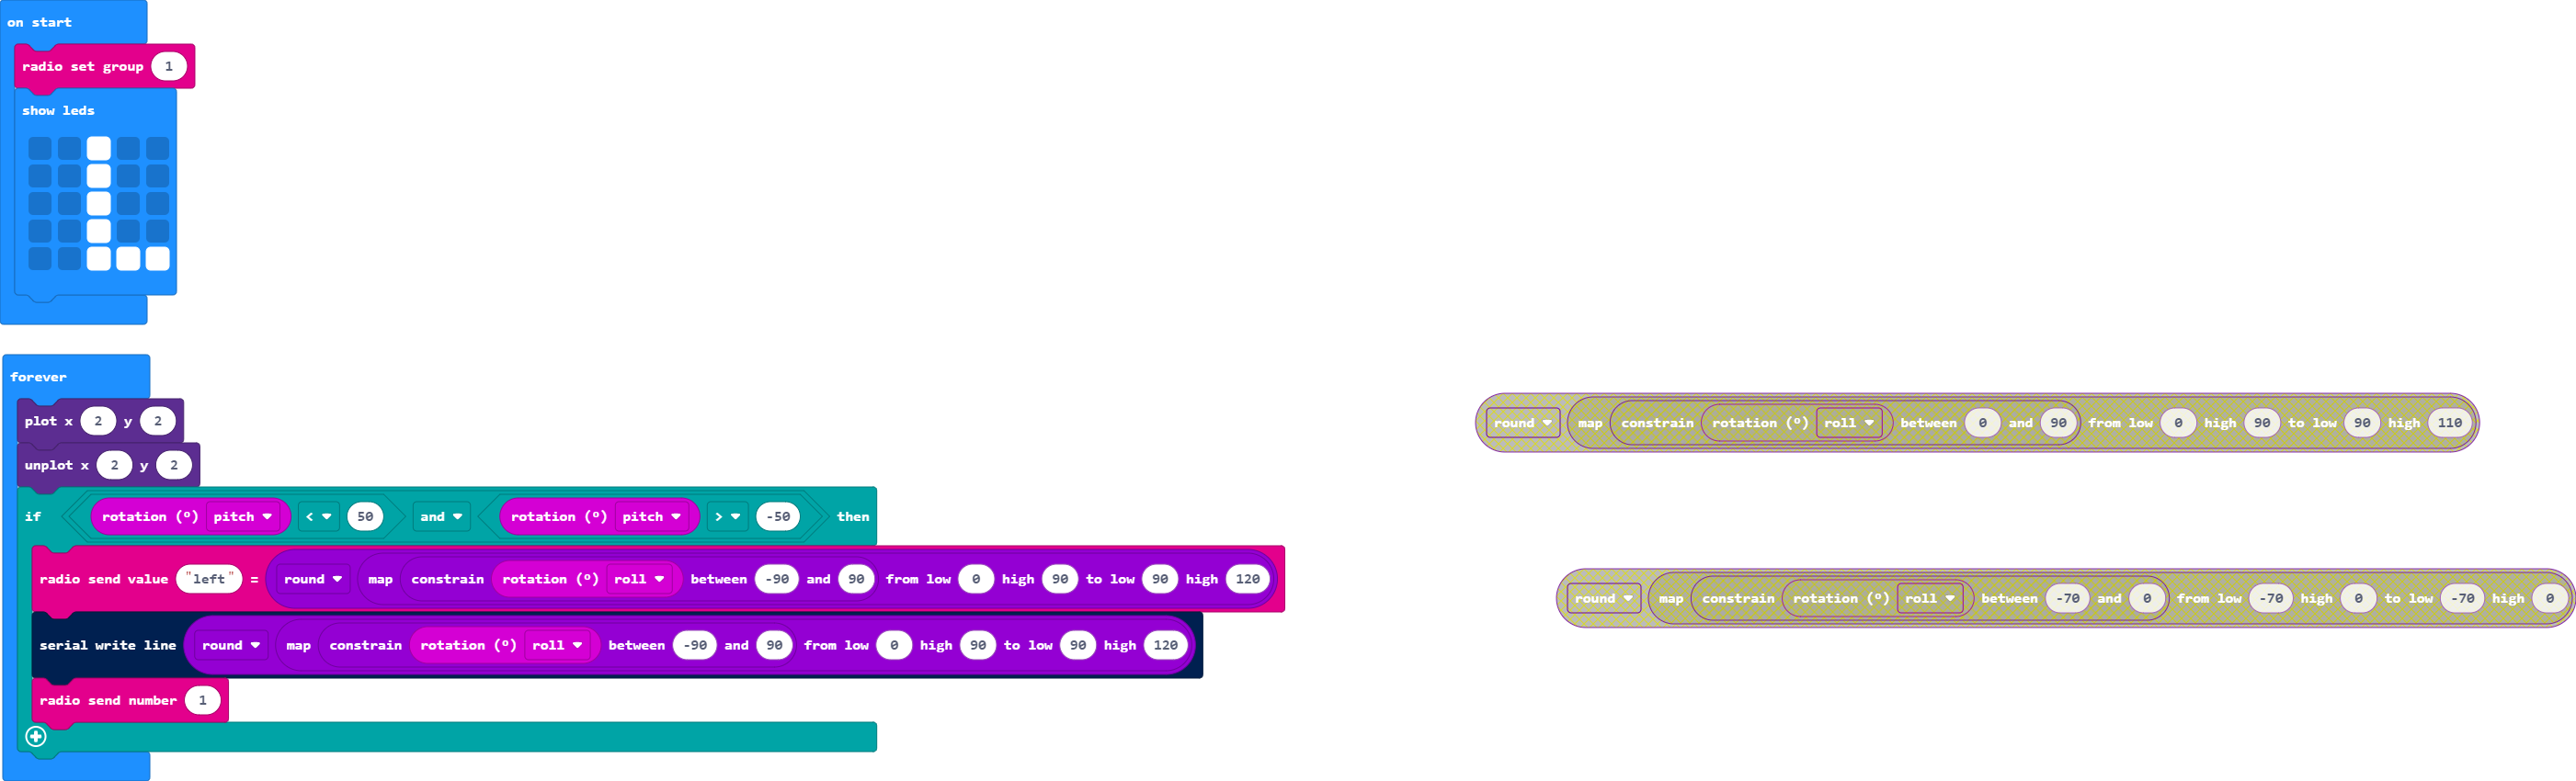 on start
radio set group 1
show leds
forever
plot x 2 y 2
unplot x 2 y 2
if rotation (º) pitch < 50 and rotation (º) pitch > -50 then
radio send value "left" = round map constrain rotation (º) roll between -90 and 90 from low 0 high 90 to low 90 high 120
serial write line round map constrain rotation (º) roll between -90 and 90 from low 0 high 90 to low 90 high 120
radio send number 1
round map constrain rotation (º) roll between 0 and 90 from low 0 high 90 to low 90 high 110
round map constrain rotation (º) roll between -70 and 0 from low -70 high 0 to low -70 high 0